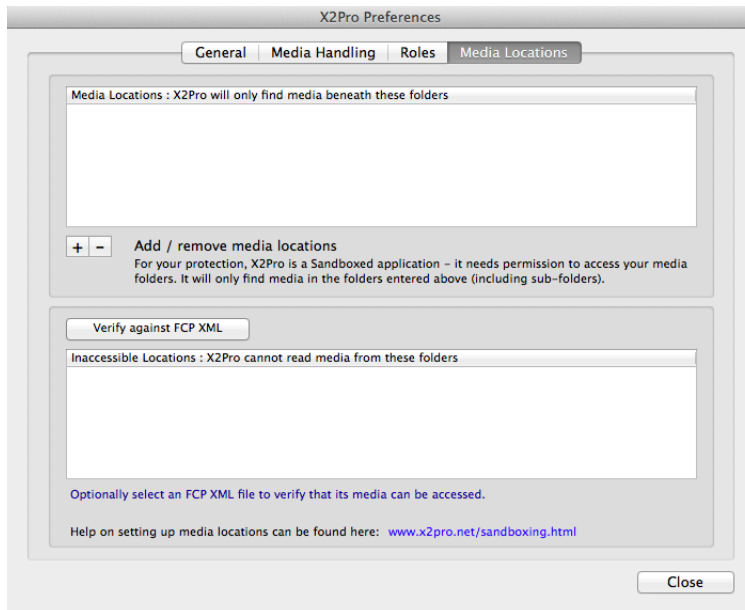 X2Pro Preferences
General Media Handling Roles Media Locations
Media Locations : X2Pro will only find media beneath these folders
+ - Add / remove media locations
For your protection, X2Pro is a Sandboxed application – it needs permission to access your media
folders. It will only find media in the folders entered above (including sub-folders).
Verify against FCP XML
Inaccessible Locations : X2Pro cannot read media from these folders
Optionally select an FCP XML file to verify that its media can be accessed.
Help on setting up media locations can be found here: www.x2pro.net/sandboxing.html
Close